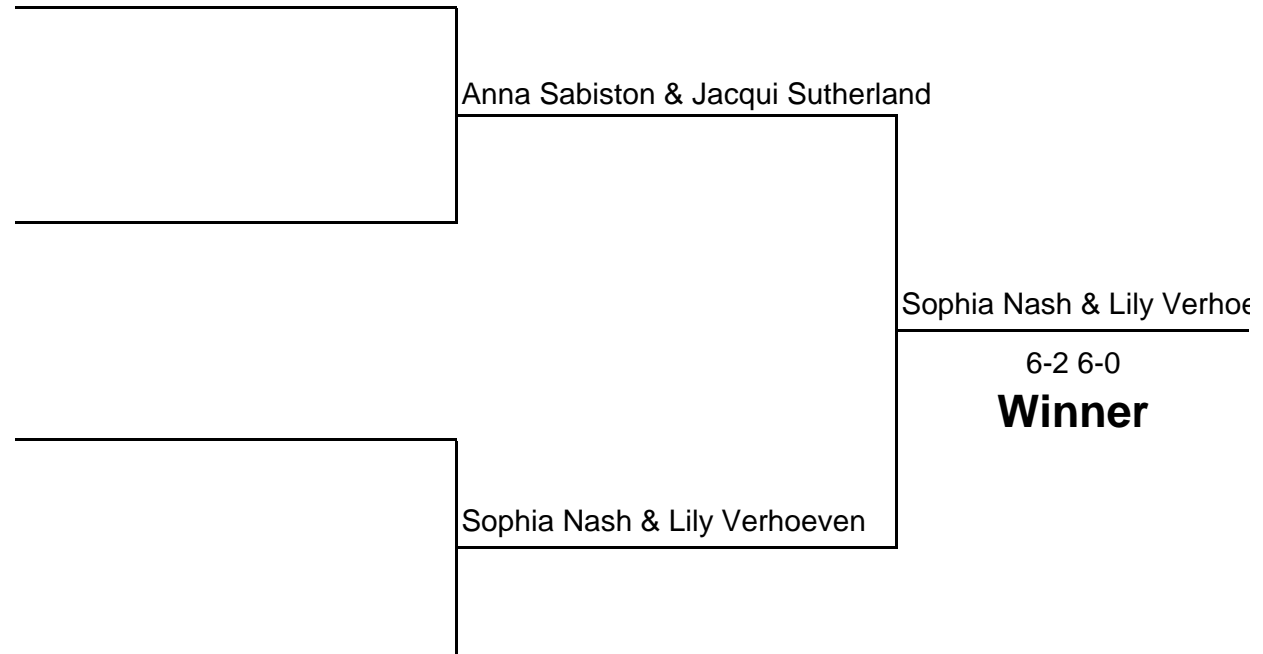 Anna Sabiston & Jacqui Sutherland
Sophia Nash & Lily Verhoe
6-2 6-0
Winner
Sophia Nash & Lily Verhoeven